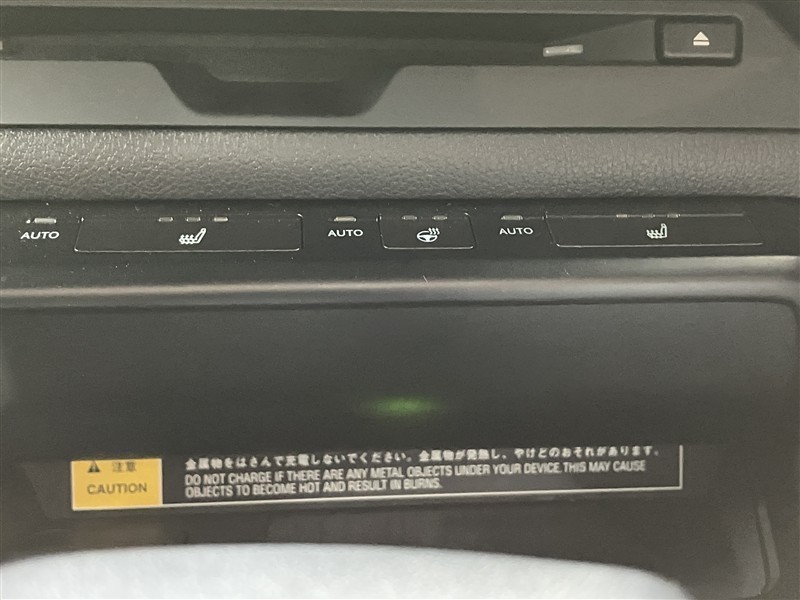 AUTO
AUTO
AUTO
注意
CAUTION
金属物をはさんで充電しないでください。金属物が発熱し、やけどのおそれがあります。
DO NOT CHARGE IF THERE ARE ANY METAL OBJECTS UNDER YOUR DEVICE.THIS MAY CAUSE
OBJECTS TO BECOME HOT AND RESULT IN BURNS.